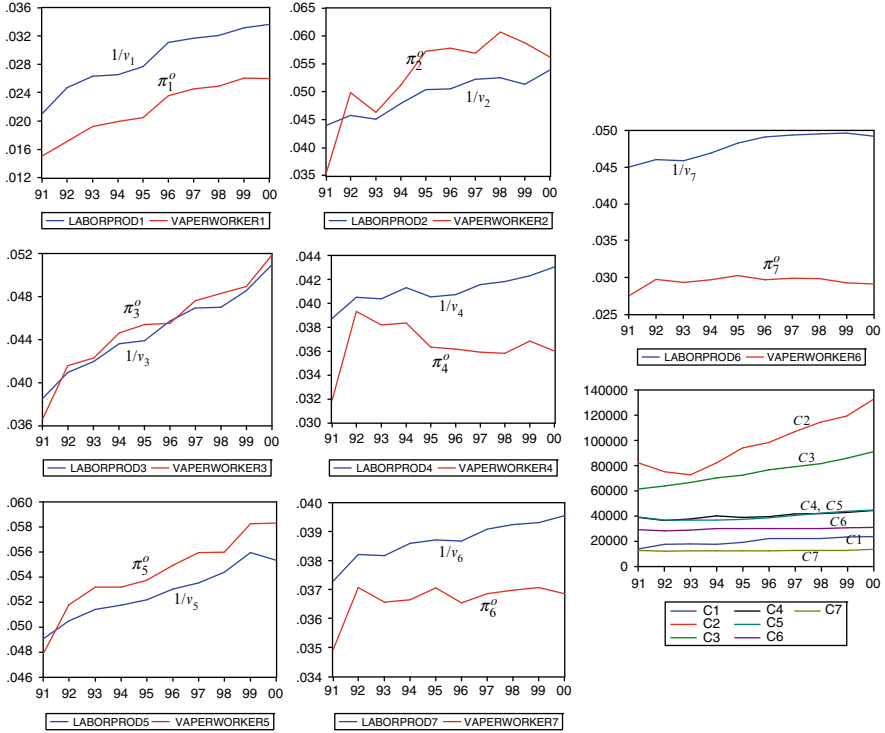 .036
.032
.028
.024
.020
.016
.012
1/v1
π1^o
91 92 93 94 95 96 97 98 99 00
LABORPROD1 VAPERWORKER1
.065
.060
.055
.050
.045
.040
.035
π2^o
1/v2
91 92 93 94 95 96 97 98 99 00
LABORPROD2 VAPERWORKER2
.052
.048
.044
.040
.036
π3^o
1/v3
91 92 93 94 95 96 97 98 99 00
LABORPROD3 VAPERWORKER3
.044
.042
.040
.038
.036
.034
.032
.030
1/v4
π4^o
91 92 93 94 95 96 97 98 99 00
LABORPROD4 VAPERWORKER4
.060
.058
.056
.054
.052
.050
.048
.046
π5^o
1/v5
91 92 93 94 95 96 97 98 99 00
LABORPROD5 VAPERWORKER5
.040
.039
.038
.037
.036
.035
.034
1/v6
π6^o
91 92 93 94 95 96 97 98 99 00
LABORPROD7 VAPERWORKER7
.050
.045
.040
.035
.030
.025
1/v7
π7^o
91 92 93 94 95 96 97 98 99 00
LABORPROD6 VAPERWORKER6
140000
120000
100000
80000
60000
40000
20000
0
C2
C3
C4, C5
C6
C1
C7
91 92 93 94 95 96 97 98 99 00
C1 C4 C7
C2 C5
C3 C6